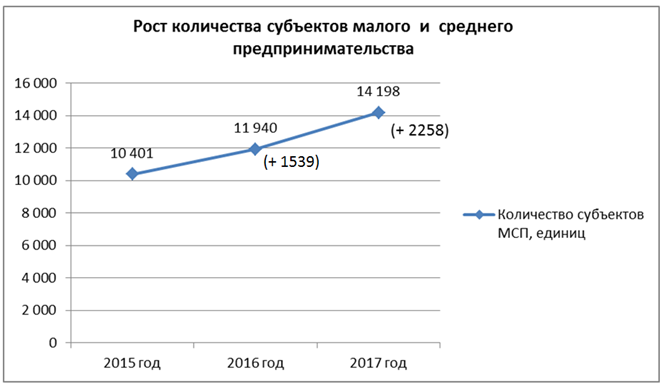 Рост количества субъектов малого и среднего
предпринимательства
16 000
14 000
12 000
10 000
8 000
6 000
4 000
2 000
0
10 401
11 940
(+ 1539)
14 198
(+ 2258)
2015 год
2016 год
2017 год
Количество субъектов
МСП, единиц